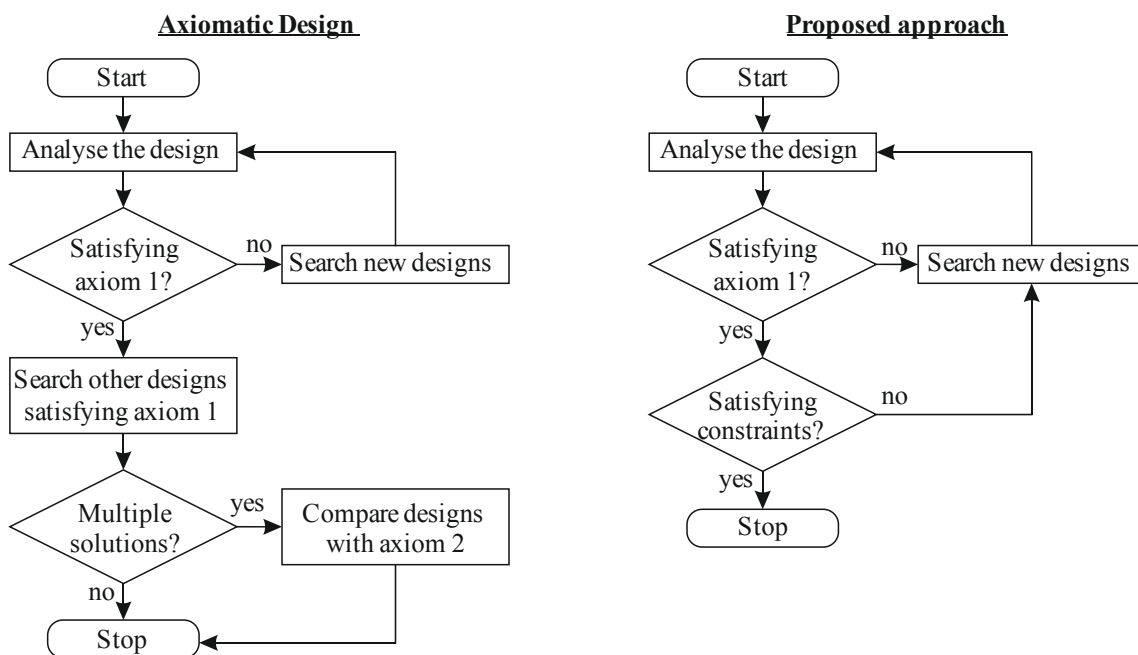 Axiomatic Design
Start
Analyse the design
Satisfying
axiom 1?
no
Search new designs
yes
Search other designs
satisfying axiom 1
Multiple
solutions?
yes
Compare designs
with axiom 2
no
Stop
Proposed approach
Start
Analyse the design
Satisfying
axiom 1?
no
Search new designs
yes
Satisfying
constraints?
no
yes
Stop